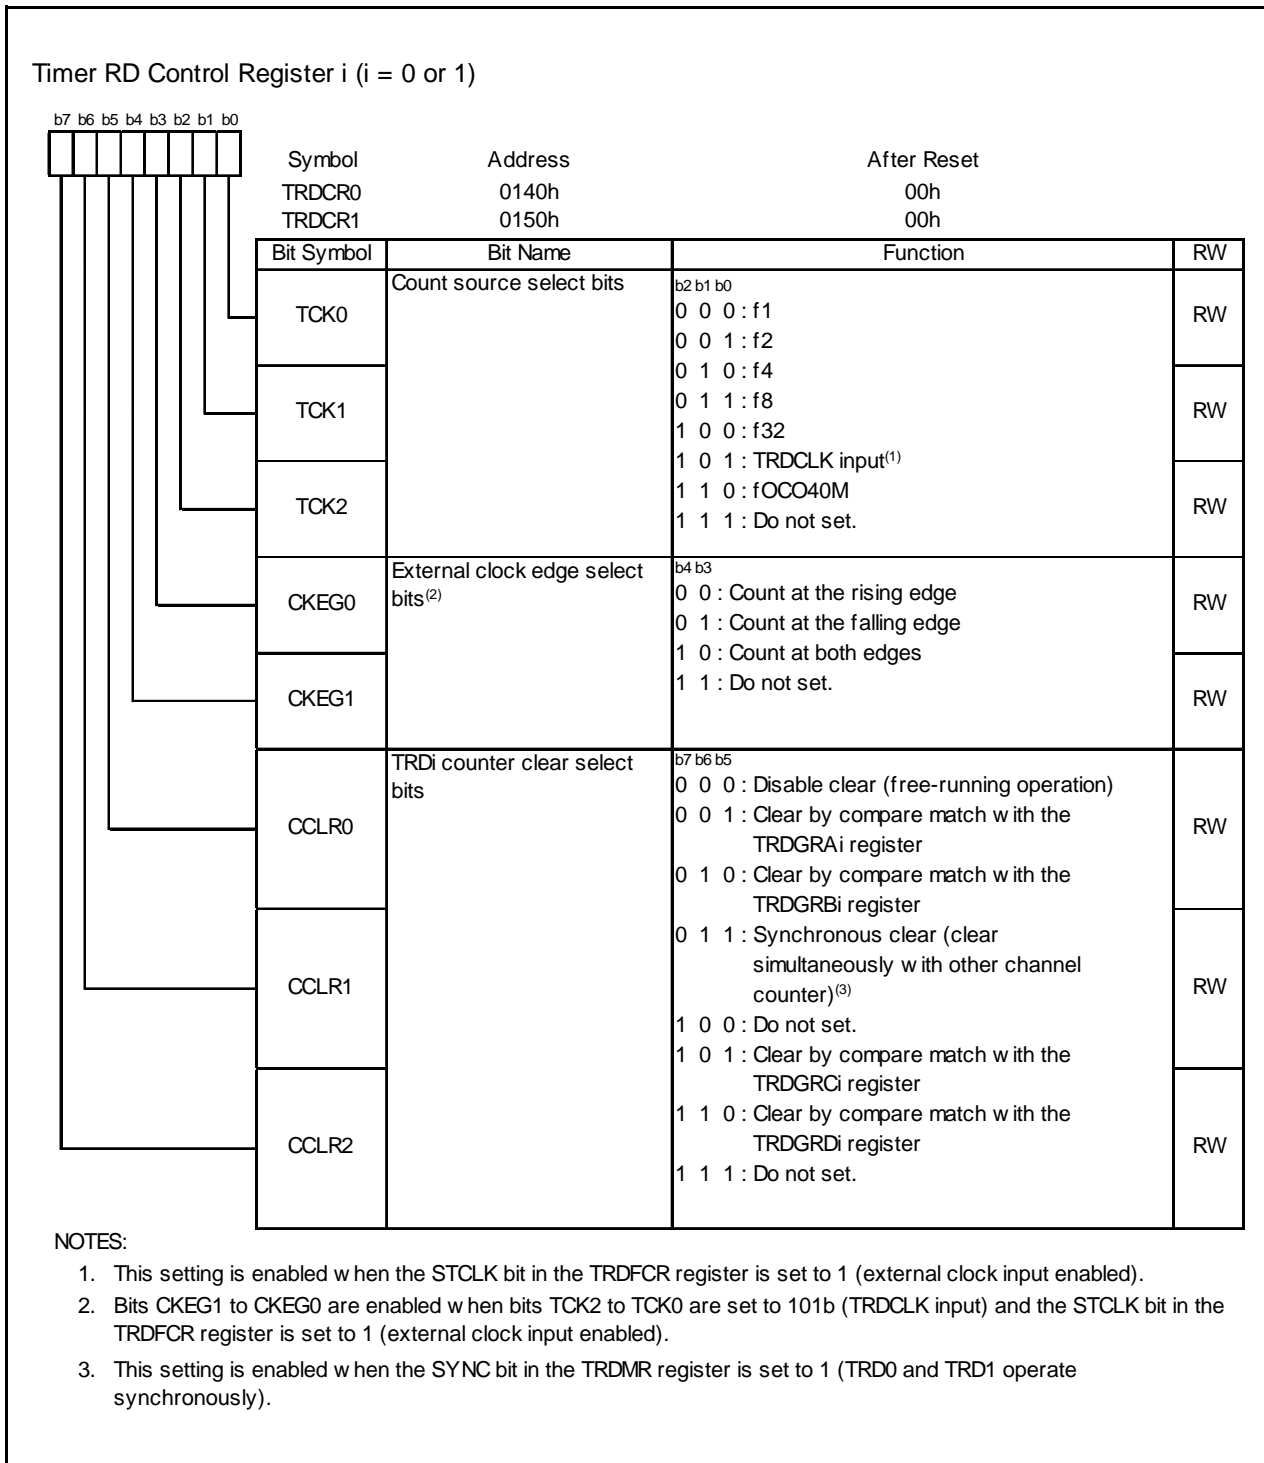 Timer RD Control Register i (i = 0 or 1)
b7 b6 b5 b4 b3 b2 b1 b0
Symbol Address After Reset
TRDCR0 0140h 00h
TRDCR1 0150h 00h
Bit Symbol Bit Name Function RW
TCK0 Count source select bits RW
b2 b1 b0
0 0 0 : f1
0 0 1 : f2
0 1 0 : f4
TCK1 RW
0 1 1 : f8
1 0 0 : f32
1 0 1 : TRDCLK input(1)
TCK2 RW
1 1 0 : fOCO40M
1 1 1 : Do not set.
CKEG0 RW
External clock edge select
bits(2)
b4 b3
0 0 : Count at the rising edge
0 1 : Count at the falling edge
1 0 : Count at both edges
CKEG1 RW
1 1 : Do not set.
CCLR0 RW
TRDi counter clear select
bits
b7 b6 b5
0 0 0 : Disable clear (free-running operation)
0 0 1 : Clear by compare match with the
TRDGRAi register
0 1 0 : Clear by compare match with the
TRDGRBi register
CCLR1 RW
0 1 1 : Synchronous clear (clear
simultaneously with other channel
counter)(3)
1 0 0 : Do not set.
1 0 1 : Clear by compare match with the
TRDGRCi register
CCLR2 RW
1 1 0 : Clear by compare match with the
TRDGRDi register
1 1 1 : Do not set.
NOTES:
1. This setting is enabled when the STCLK bit in the TRDFCR register is set to 1 (external clock input enabled).
2. Bits CKEG1 to CKEG0 are enabled when bits TCK2 to TCK0 are set to 101b (TRDCLK input) and the STCLK bit in the
TRDFCR register is set to 1 (external clock input enabled).
3. This setting is enabled when the SYNC bit in the TRDMR register is set to 1 (TRD0 and TRD1 operate
synchronously).